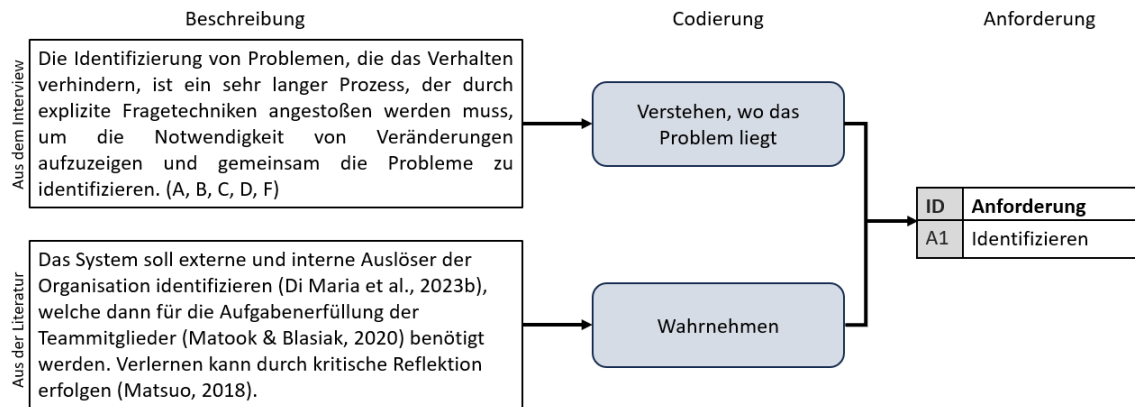 Beschreibung
Codierung
Anforderung
Aus dem Interview
Die Identifizierung von Problemen, die das Verhalten
verhindern, ist ein sehr langer Prozess, der durch
explizite Fragetechniken angestoßen werden muss,
um die Notwendigkeit von Veränderungen
aufzuzeigen und gemeinsam die Probleme zu
identifizieren. (A, B, C, D, F)
Verstehen, wo das
Problem liegt
Aus der Literatur
Das System soll externe und interne Auslöser der
Organisation identifizieren (Di Maria et al., 2023b),
welche dann für die Aufgabenerfüllung der
Teammitglieder (Matook & Blasiak, 2020) benötigt
werden. Verlernen kann durch kritische Reflektion
erfolgen (Matsuo, 2018).
Wahrnehmen
ID Anforderung
A1 Identifizieren